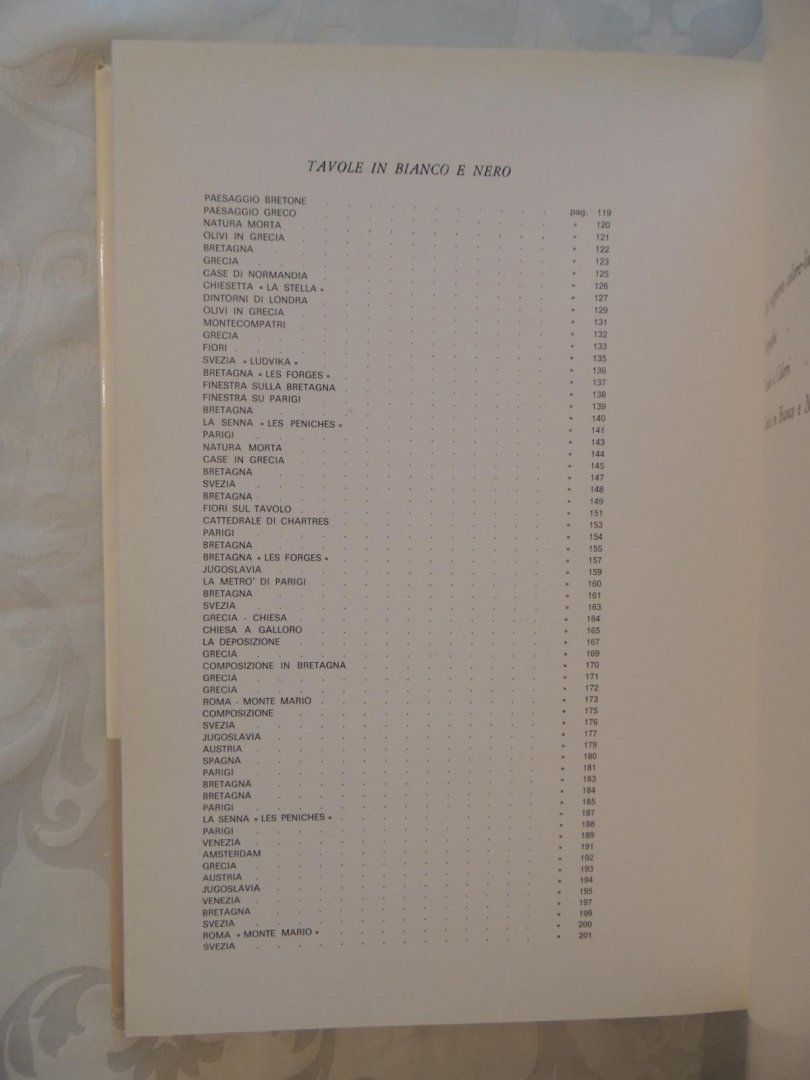 TAVOLE IN BIANCO E NERO
PAESAGGIO BRETONE . . . pag. 119
PAESAGGIO GRECO . . . » 120
NATURA MORTA . . . » 121
OLIVI IN GRECIA . . . » 122
BRETAGNA . . . » 123
GRECIA . . . » 125
CASE DI NORMANDIA . . . » 126
CHIESETTA « LA STELLA » . . . » 127
DINTORNI DI LONDRA . . . » 129
OLIVI IN GRECIA . . . » 131
MONTECOMPATRI . . . » 132
GRECIA . . . » 133
FIORI . . . » 135
SVEZIA « LUDVIKA » . . . » 136
BRETAGNA « LES FORGES » . . . » 137
FINESTRA SULLA BRETAGNA . . . » 138
FINESTRA SU PARIGI . . . » 139
BRETAGNA . . . » 140
LA SENNA « LES PENICHES » . . . » 141
PARIGI . . . » 143
NATURA MORTA . . . » 144
CASE IN GRECIA . . . » 145
BRETAGNA . . . » 147
SVEZIA . . . » 148
BRETAGNA . . . » 149
FIORI SUL TAVOLO . . . » 151
CATTEDRALE DI CHARTRES . . . » 153
PARIGI . . . » 154
BRETAGNA . . . » 155
BRETAGNA « LES FORGES » . . . » 157
JUGOSLAVIA . . . » 159
LA METRO' DI PARIGI . . . » 160
BRETAGNA . . . » 161
SVEZIA . . . » 163
GRECIA - CHIESA . . . » 164
CHIESA A GALLORO . . . » 165
LA DEPOSIZIONE . . . » 167
GRECIA . . . » 169
COMPOSIZIONE IN BRETAGNA . . . » 170
GRECIA . . . » 171
GRECIA . . . » 172
ROMA - MONTE MARIO . . . » 173
COMPOSIZIONE . . . » 175
SVEZIA . . . » 176
JUGOSLAVIA . . . » 177
AUSTRIA . . . » 179
SPAGNA . . . » 180
PARIGI . . . » 181
BRETAGNA . . . » 183
BRETAGNA . . . » 184
PARIGI . . . » 185
LA SENNA « LES PENICHES » . . . » 187
PARIGI . . . » 188
VENEZIA . . . » 189
AMSTERDAM . . . » 191
GRECIA . . . » 192
AUSTRIA . . . » 193
JUGOSLAVIA . . . » 194
VENEZIA . . . » 195
BRETAGNA . . . » 197
SVEZIA . . . » 199
ROMA « MONTE MARIO » . . . » 200
SVEZIA . . . » 201
in Bianco e N